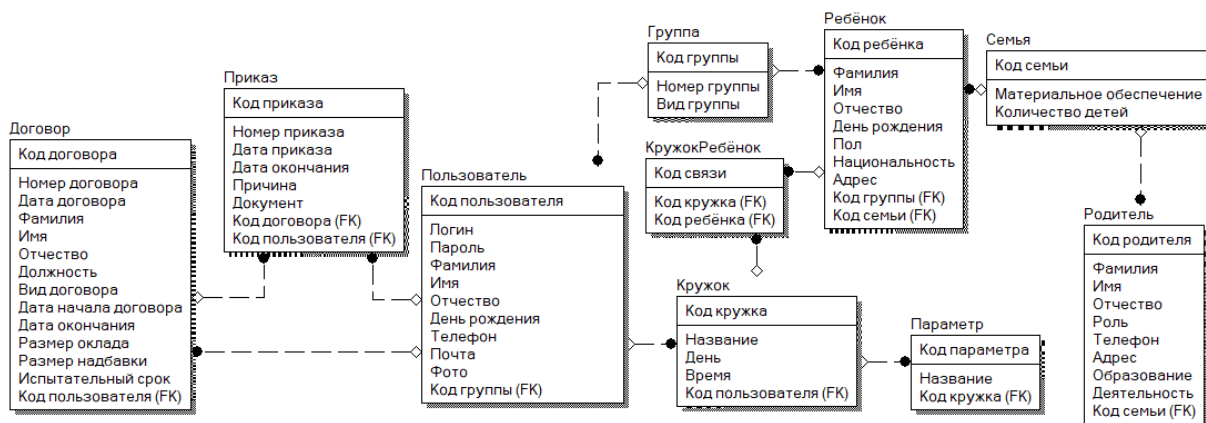 Договор
Код договора
Номер договора
Дата договора
Фамилия
Имя
Отчество
Должность
Вид договора
Дата начала договора
Дата окончания
Размер оклада
Размер надбавки
Испытательный срок
Код пользователя (FK)
Приказ
Код приказа
Номер приказа
Дата приказа
Дата окончания
Причина
Документ
Код договора (FK)
Код пользователя (FK)
Пользователь
Код пользователя
Логин
Пароль
Фамилия
Имя
Отчество
День рождения
Телефон
Почта
Фото
Код группы (FK)
Группа
Код группы
Номер группы
Вид группы
КружокРебёнок
Код связи
Код кружка (FK)
Код ребёнка (FK)
Кружок
Код кружка
Название
День
Время
Код пользователя (FK)
Ребёнок
Код ребёнка
Фамилия
Имя
Отчество
День рождения
Пол
Национальность
Адрес
Код группы (FK)
Код семьи (FK)
Параметр
Код параметра
Название
Код кружка (FK)
Семья
Код семьи
Материальное обеспечение
Количество детей
Родитель
Код родителя
Фамилия
Имя
Отчество
Роль
Телефон
Адрес
Образование
Деятельность
Код семьи (FK)